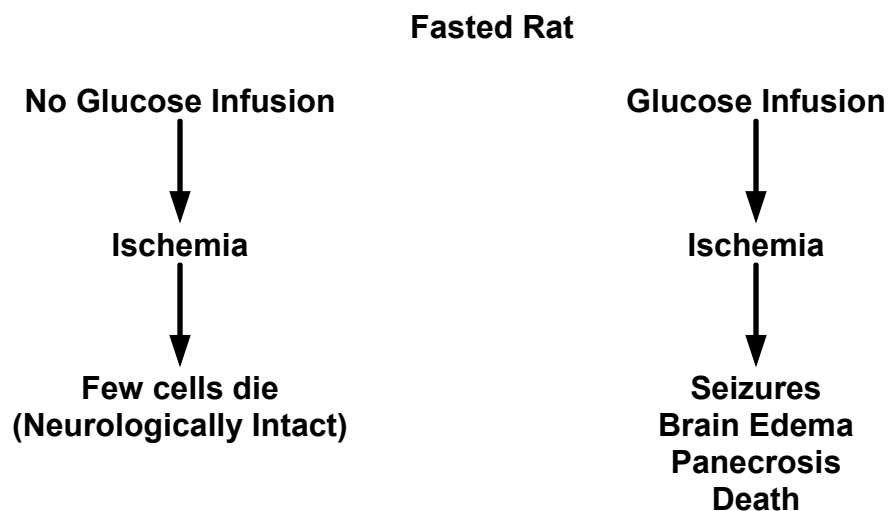 Fasted Rat
No Glucose Infusion
Ischemia
Few cells die
(Neurologically Intact)
Glucose Infusion
Ischemia
Seizures
Brain Edema
Panecrosis
Death